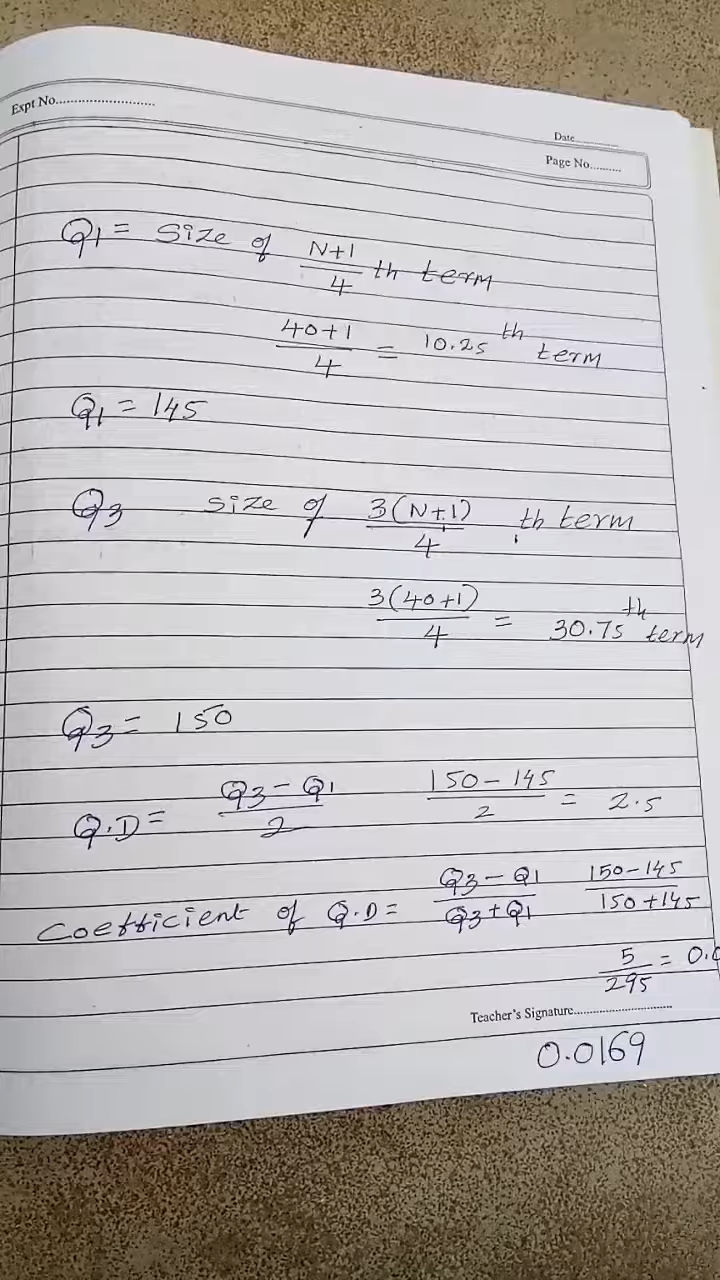 Expt No.............................
Date..............
Page No..........
Q1 = Size of N+1/4 th term
40+1/4 = 10.25 th term
Q1 = 145
Q3 size of 3(N+1)/4 th term
3(40+1)/4 = 30.75 th term
Q3 = 150
Q.D = Q3 - Q1/2 150 - 145/2 = 2.5
Coefficient of Q.D = Q3 - Q1/Q3 + Q1 150 - 145/150 + 145
5/295 = 0.0
Teacher's Signature................................
0.0169